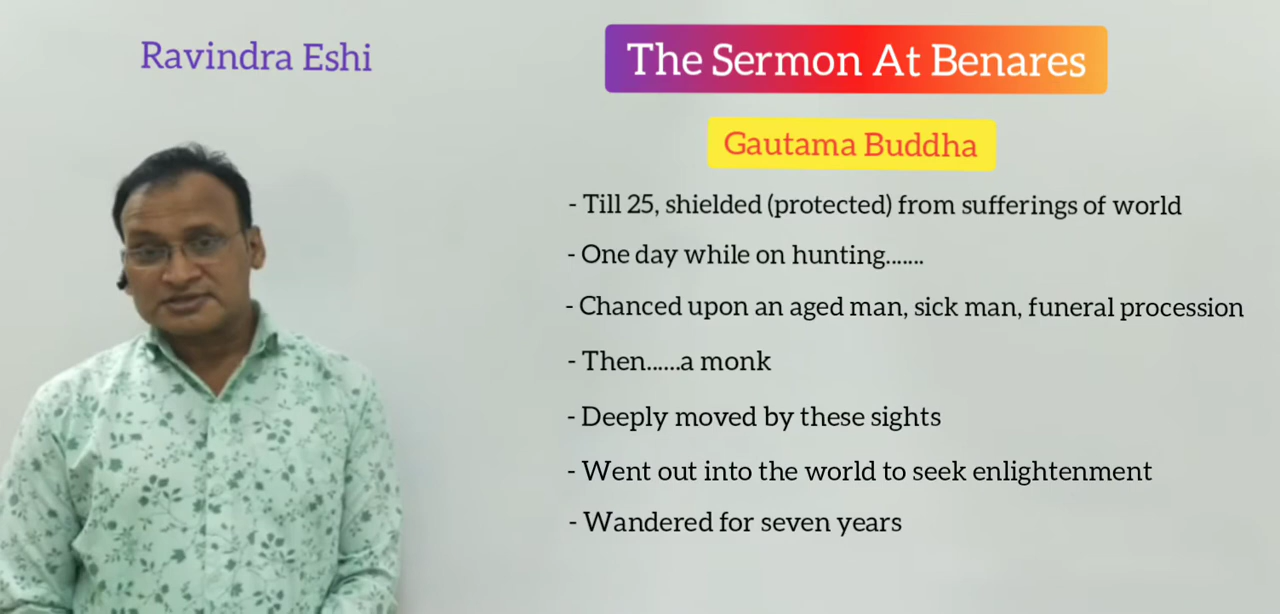 Ravindra Eshi
The Sermon At Benares
Gautama Buddha
- Till 25, shielded (protected) from sufferings of world
- One day while on hunting.......
- Chanced upon an aged man, sick man, funeral procession
- Then......a monk
- Deeply moved by these sights
- Went out into the world to seek enlightenment
- Wandered for seven years